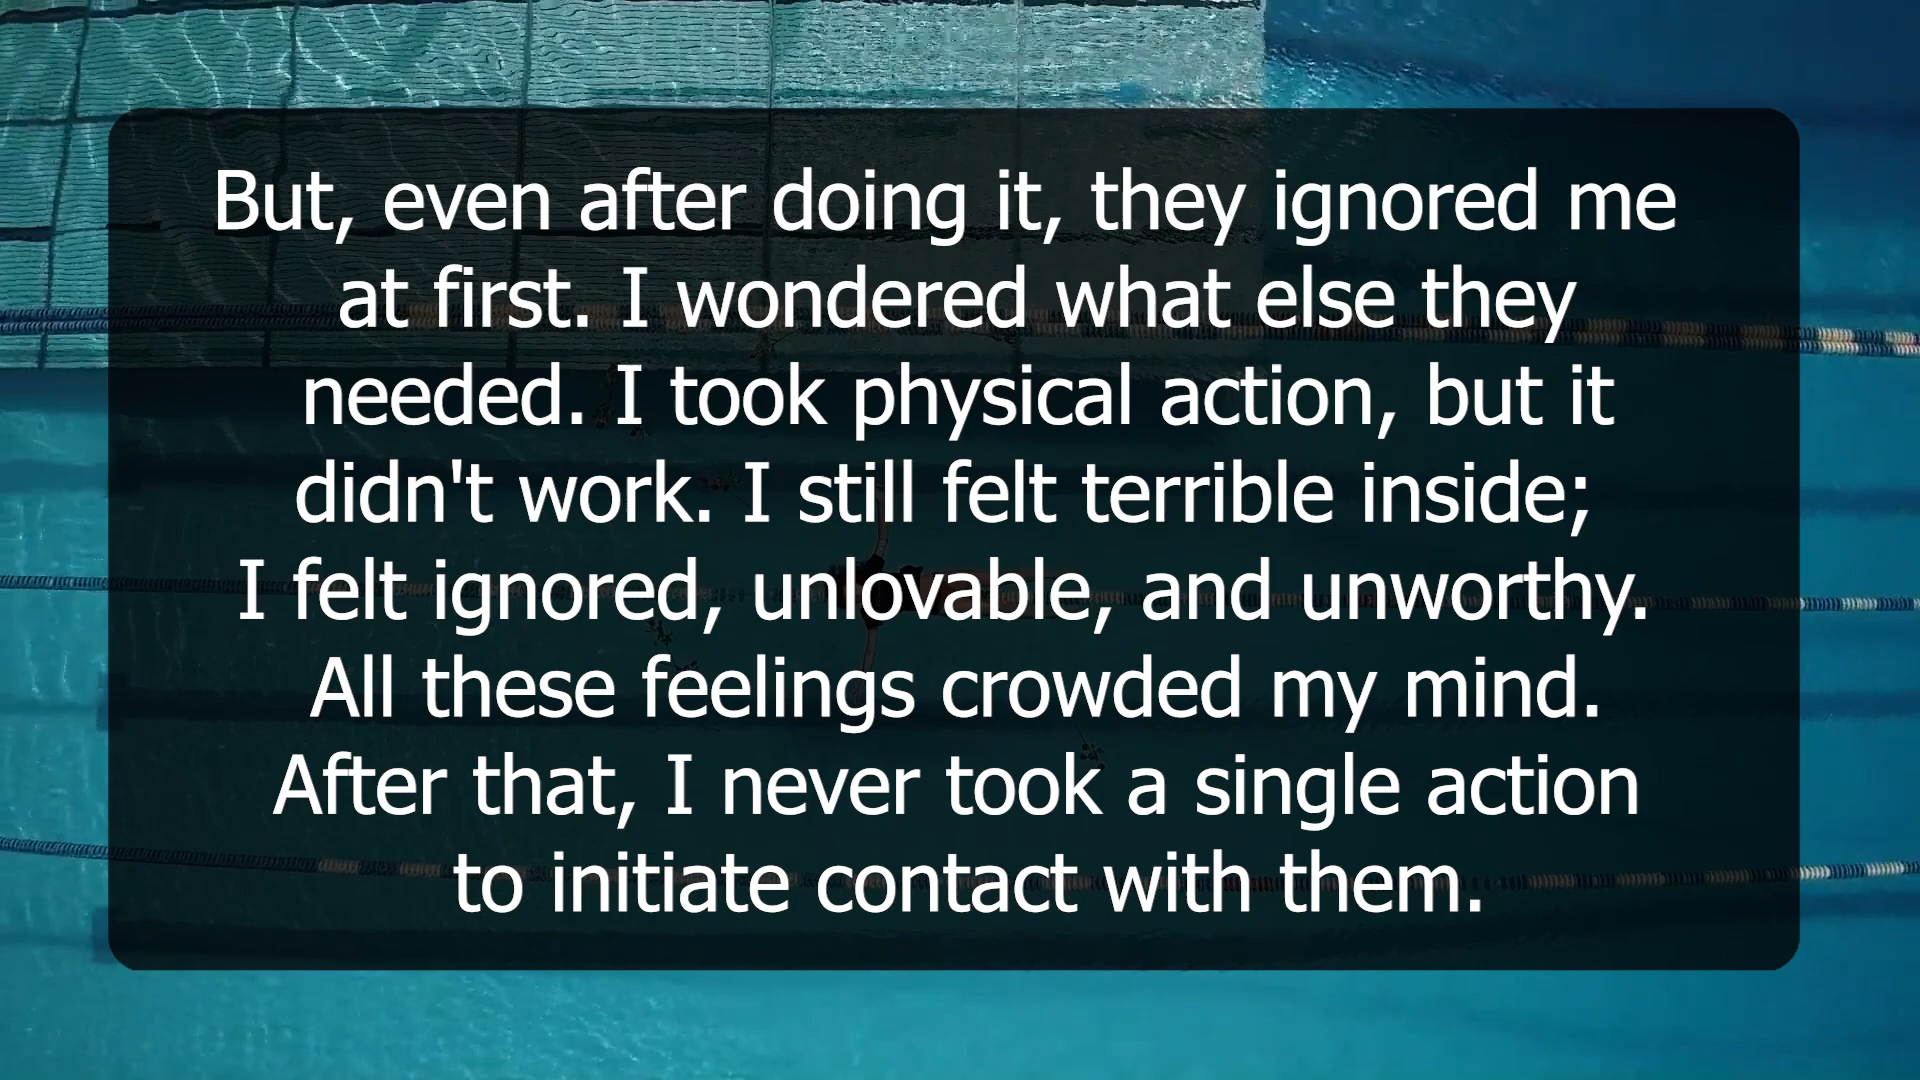 But, even after doing it, they ignored me
at first. I wondered what else they
needed. I took physical action, but it
didn't work. I still felt terrible inside;
I felt ignored, unlovable, and unworthy.
All these feelings crowded my mind.
After that, I never took a single action
to initiate contact with them.